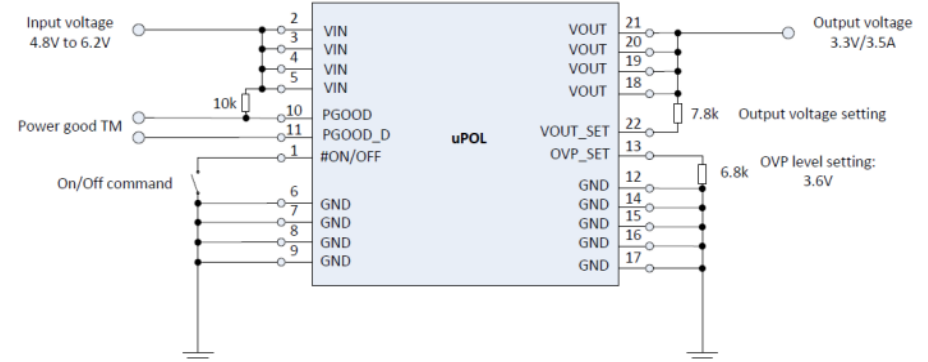 Input voltage
4.8V to 6.2V
10k
Power good TM
On/Off command
2
3
4
5
10
11
1
6
7
8
9
VIN
VIN
VIN
VIN
PGOOD
PGOOD_D
#ON/OFF
GND
GND
GND
GND
uPOL
VOUT
VOUT
VOUT
VOUT
VOUT_SET
OVP_SET
GND
GND
GND
GND
GND
21
20
19
18
22
13
12
14
15
16
17
Output voltage
3.3V/3.5A
7.8k
Output voltage setting
6.8k
OVP level setting:
3.6V